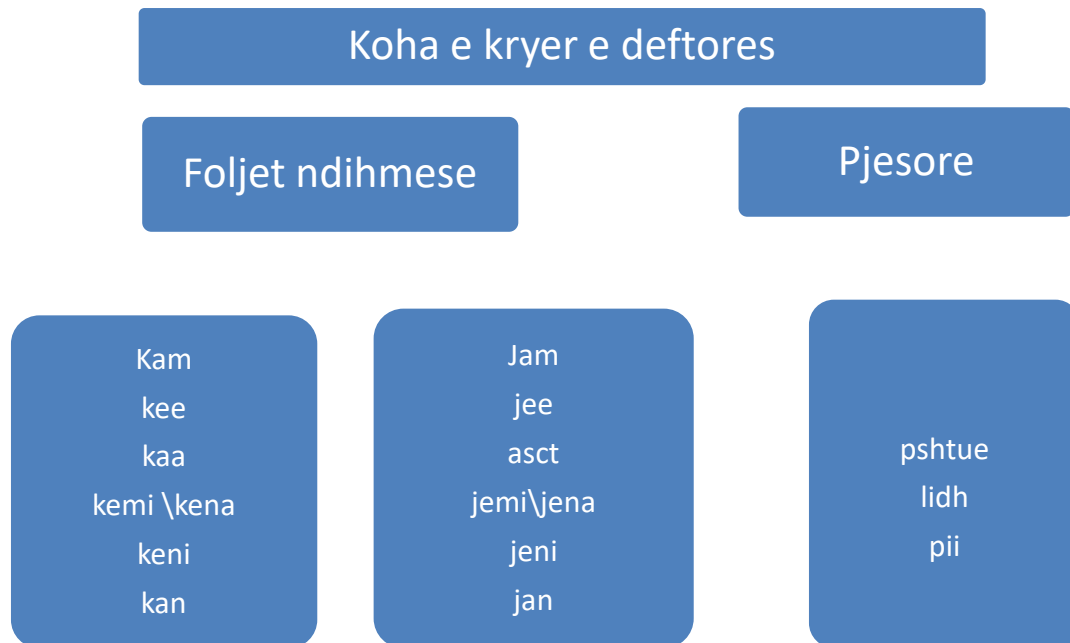 Koha e kryer e deftores
Foljet ndihmese
Pjesore
Kam
kee
kaa
kemi \kena
keni
kan
Jam
jee
asct
jemi\jena
jeni
jan
pshtue
lidh
pii